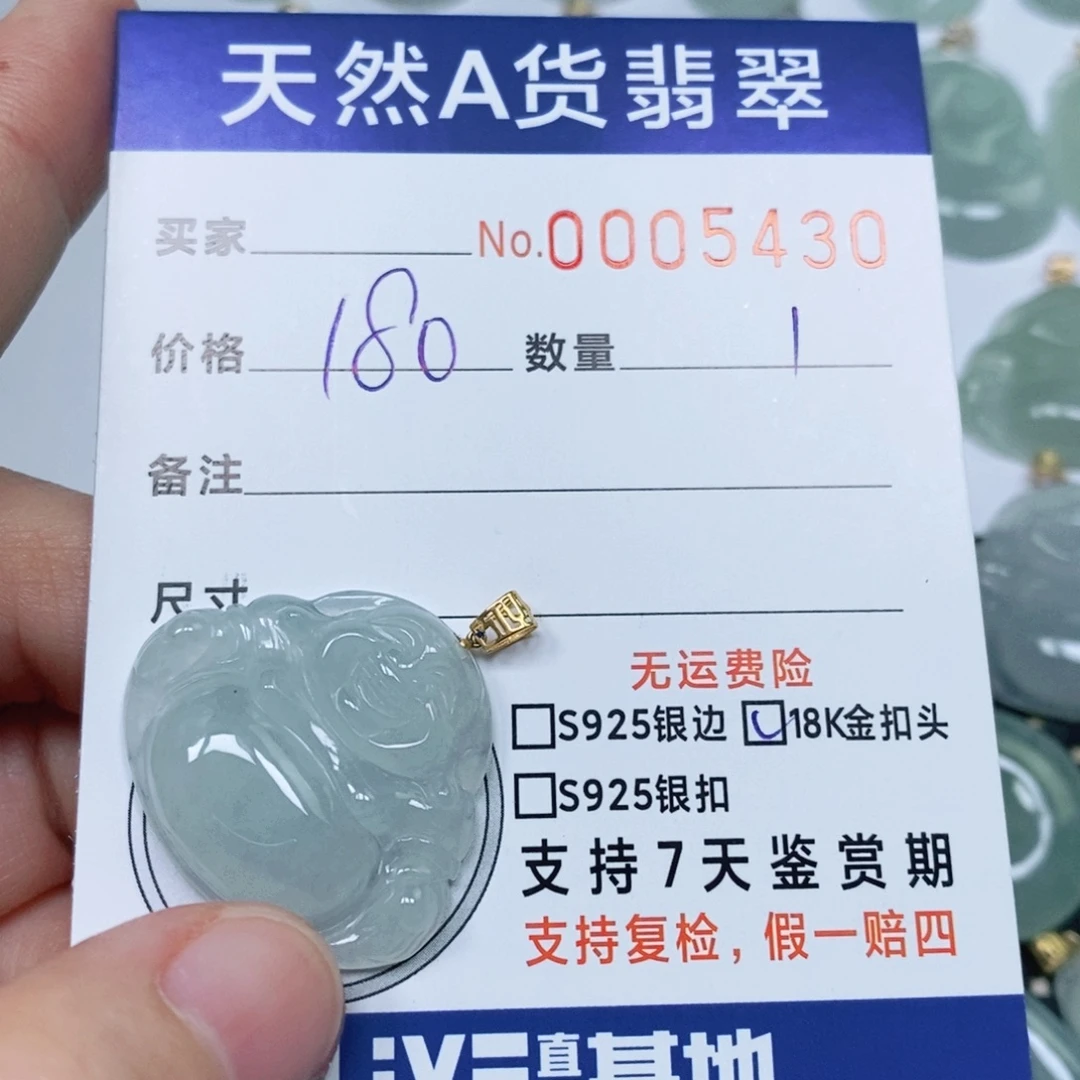 天然A货翡翠
买家 No.0005430
价格 180 数量 1
备注
尺寸
无运费险
S925银边 18K金扣头
S925银扣
支持7天鉴赏期
支持复检，假一赔四
直 基地